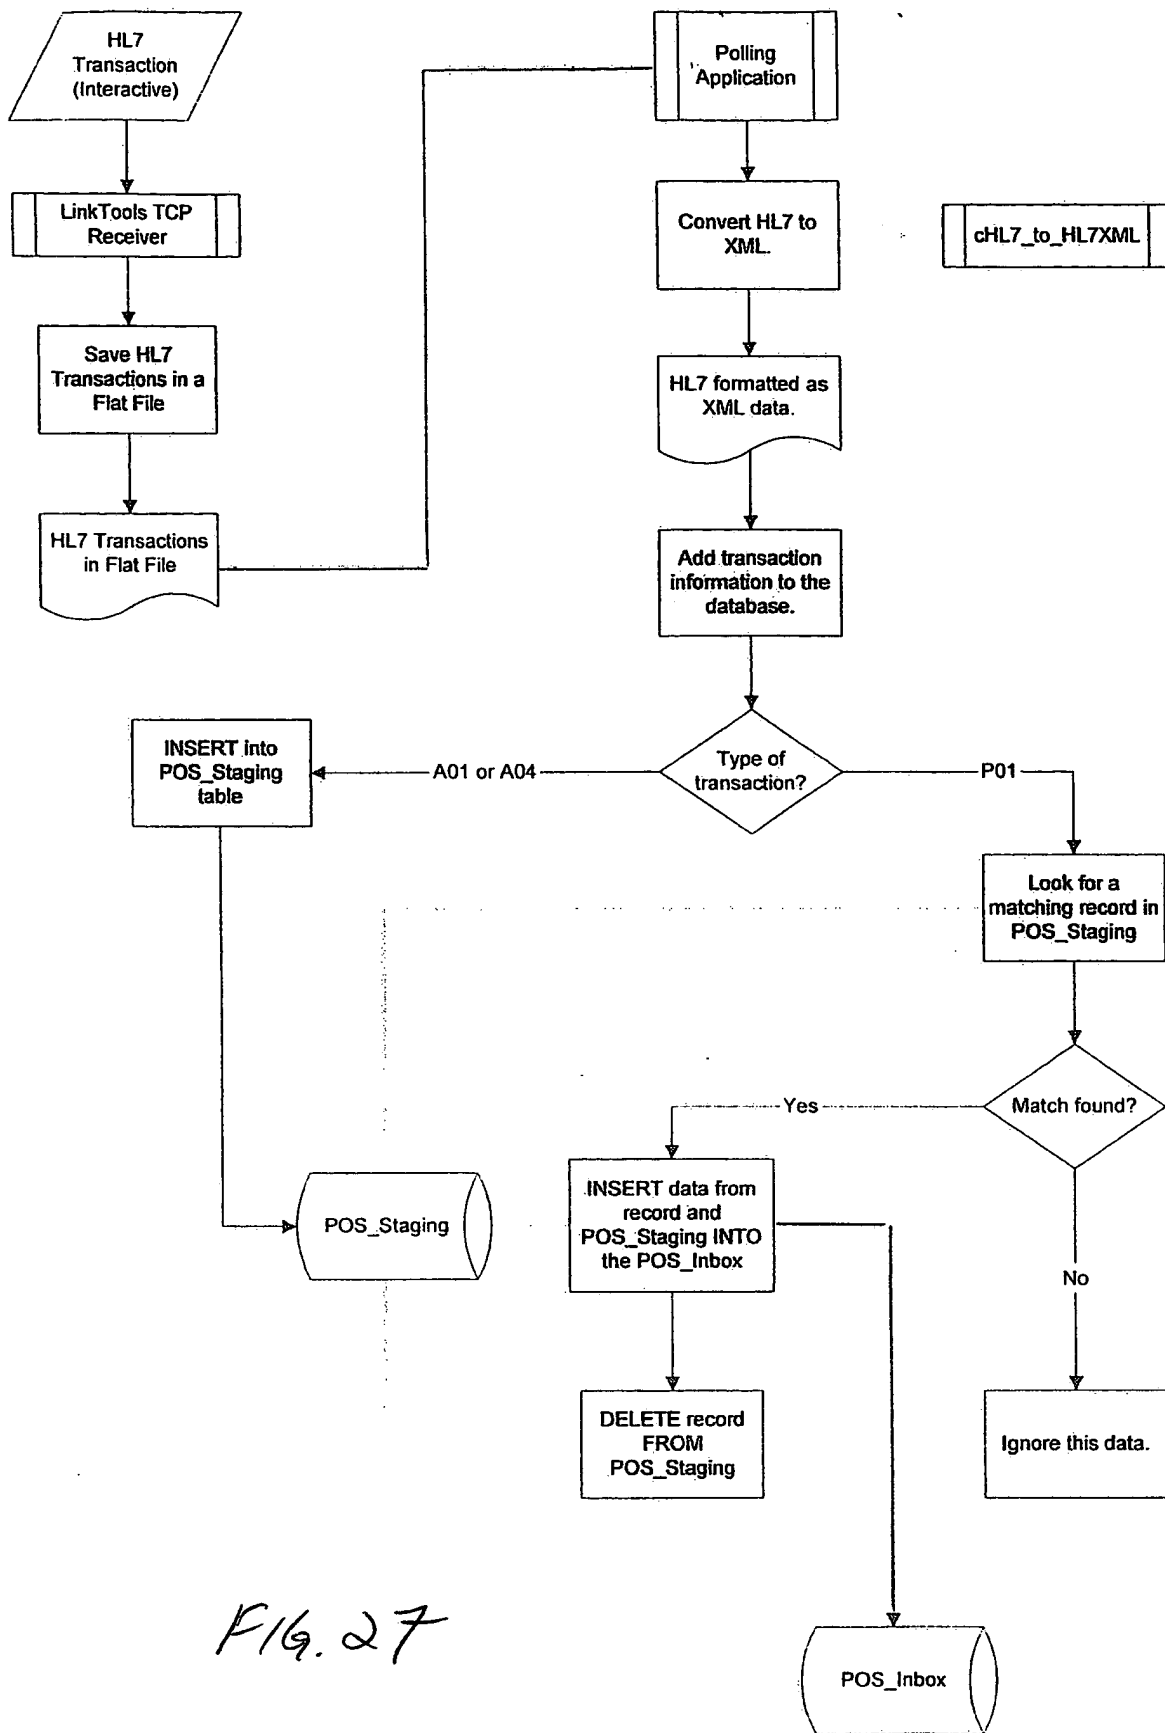 HL7
Transaction
(Interactive)
LinkTools TCP
Receiver
Save HL7
Transactions in a
Flat File
HL7 Transactions
in Flat File
Polling
Application
Convert HL7 to
XML.
cHL7_to_HL7XML
HL7 formatted as
XML data.
Add transaction
information to the
database.
Type of
transaction?
A01 or A04
P01
INSERT into
POS_Staging
table
Look for a
matching record in
POS_Staging
Match found?
Yes
No
POS_Staging
INSERT data from
record and
POS_Staging INTO
the POS_Inbox
DELETE record
FROM
POS_Staging
Ignore this data.
POS_Inbox
FIG. 27